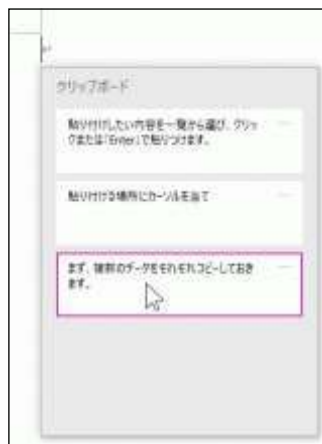 クリップボード
貼り付けしたい内容を一覧から選び、クリッ
クまたは「Enter」で貼りつけます。
貼り付ける場所にカーソルを当て
まず、複数のデータをそれぞれコピーしておき
ます。